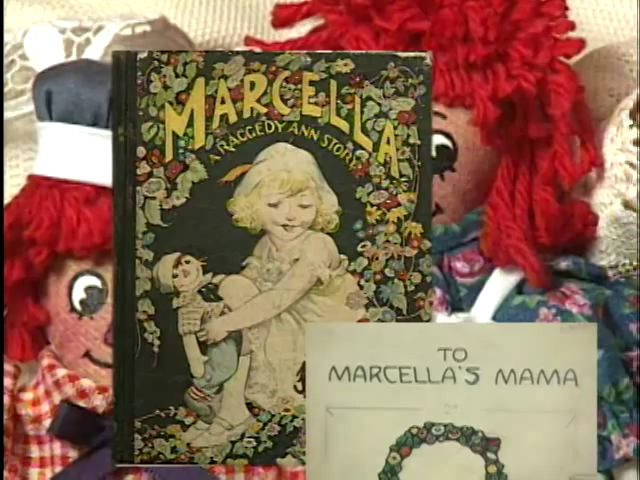 MARCELLA
A RAGGEDY ANN STORY
TO
MARCELLA'S MAMA